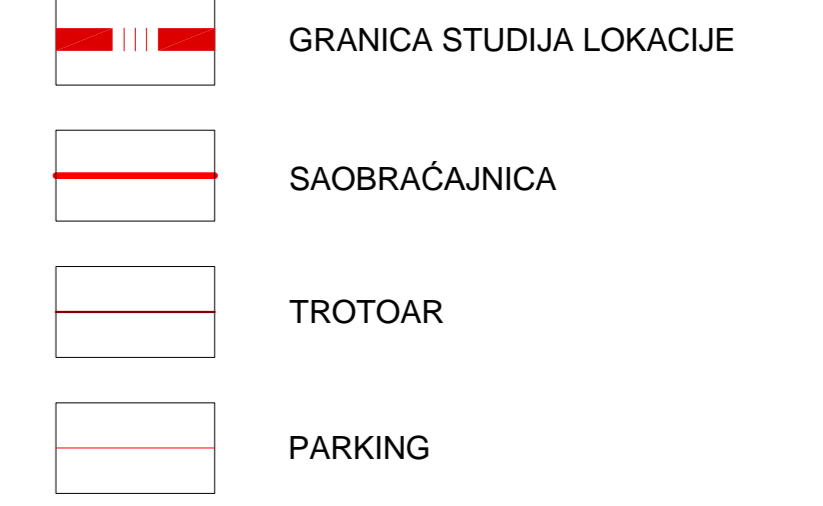 GRANICA STUDIJA LOKACIJE
SAOBRAĆAJNICA
TROTOAR
PARKING